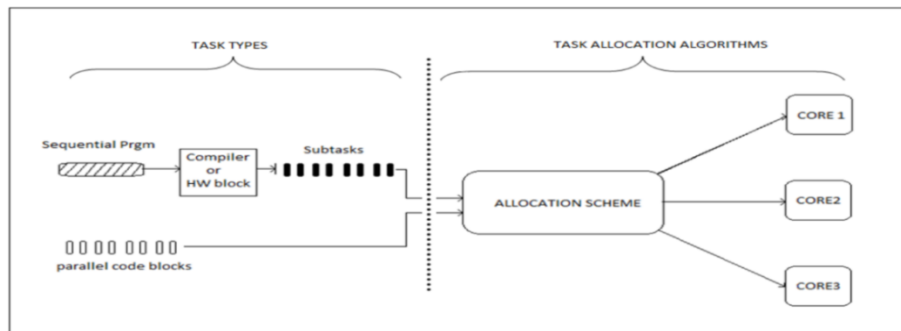 TASK TYPES
TASK ALLOCATION ALGORITHMS
CORE 1
Sequential Prgm
Compiler
or
HW block
Subtasks
ALLOCATION SCHEME
CORE2
parallel code blocks
CORE3